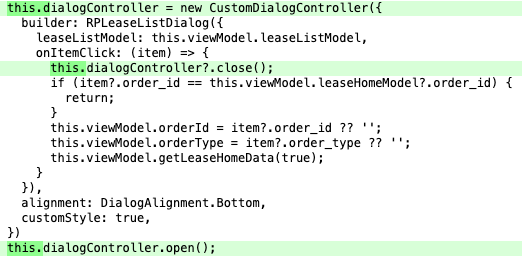 this.dialogController = new CustomDialogController({
  builder: RPLeaseListDialog({
    leaseListModel: this.viewModel.leaseListModel,
    onItemClick: (item) => {
      this.dialogController?.close();
      if (item?.order_id == this.viewModel.leaseHomeModel?.order_id) {
        return;
      }
      this.viewModel.orderId = item?.order_id ?? '';
      this.viewModel.orderType = item?.order_type ?? '';
      this.viewModel.getLeaseHomeData(true);
    }
  }),
  alignment: DialogAlignment.Bottom,
  customStyle: true,
})
this.dialogController.open();